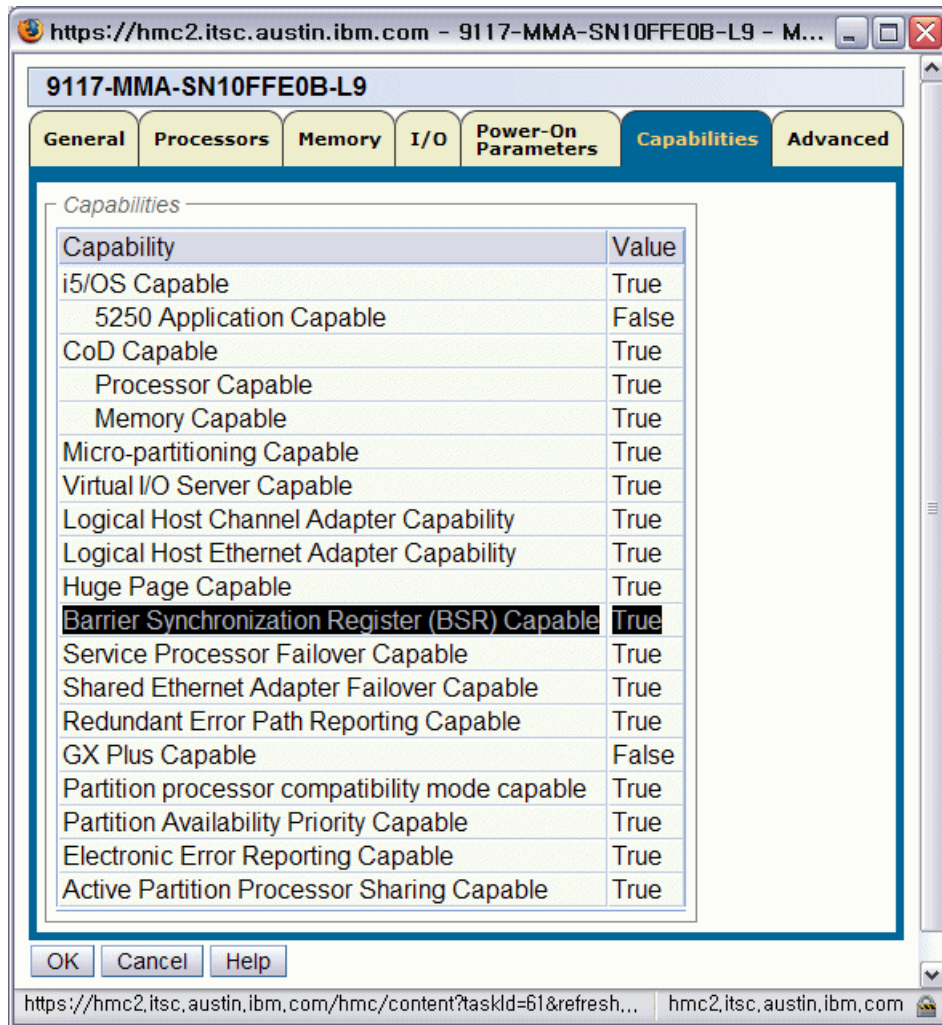 https://hmc2.itsc.austin.ibm.com - 9117-MMA-SN10FFE0B-L9 - M...
9117-MMA-SN10FFE0B-L9
General Processors Memory I/O Power-On Parameters Capabilities Advanced
Capabilities
Capability Value
i5/OS Capable True
5250 Application Capable False
CoD Capable True
Processor Capable True
Memory Capable True
Micro-partitioning Capable True
Virtual I/O Server Capable True
Logical Host Channel Adapter Capability True
Logical Host Ethernet Adapter Capability True
Huge Page Capable True
Barrier Synchronization Register (BSR) Capable True
Service Processor Failover Capable True
Shared Ethernet Adapter Failover Capable True
Redundant Error Path Reporting Capable True
GX Plus Capable False
Partition processor compatibility mode capable True
Partition Availability Priority Capable True
Electronic Error Reporting Capable True
Active Partition Processor Sharing Capable True
OK Cancel Help
https://hmc2.itsc.austin.ibm.com/hmc/content?taskId=61&refresh... hmc2.itsc.austin.ibm.com